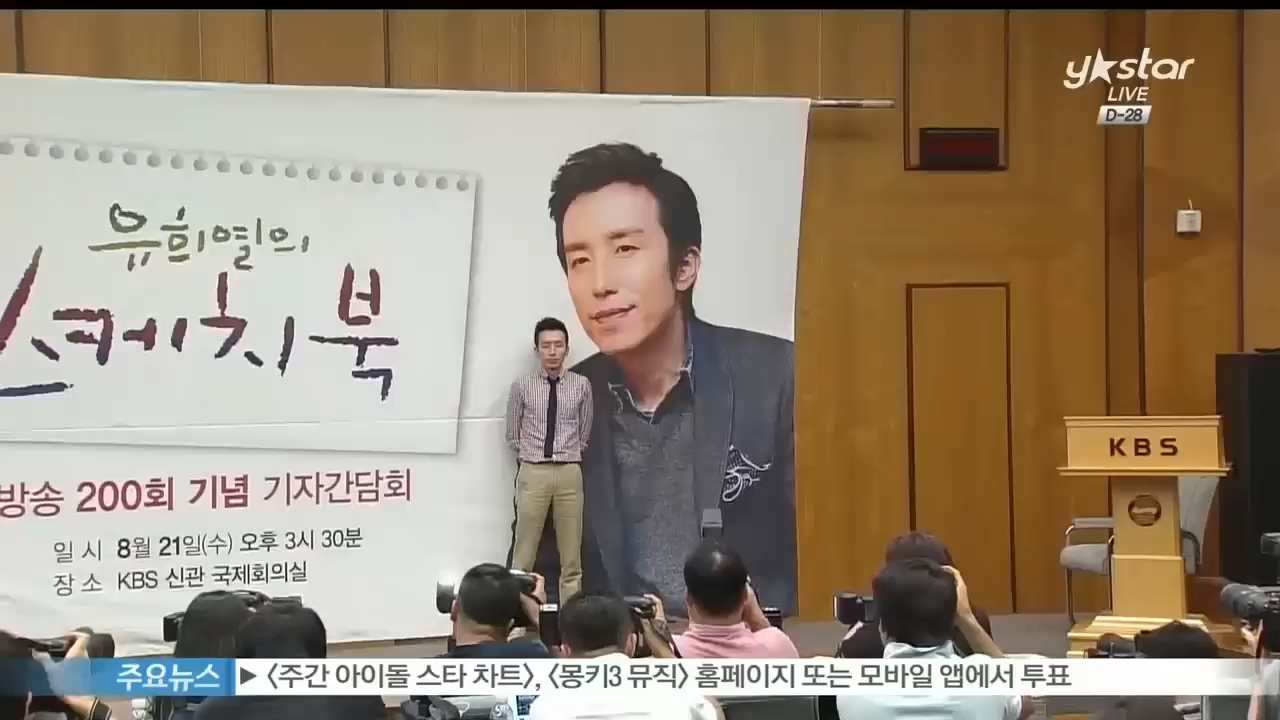 y★star
LIVE
D-28
유희열의
스케치북
방송 200회 기념 기자간담회
일 시 8월 21일(수) 오후 3시 30분
장 소 KBS 신관 국제회의실
KBS
주요뉴스 ▶ 〈주간 아이돌 스타 차트〉, 〈몽키3 뮤직〉 홈페이지 또는 모바일 앱에서 투표